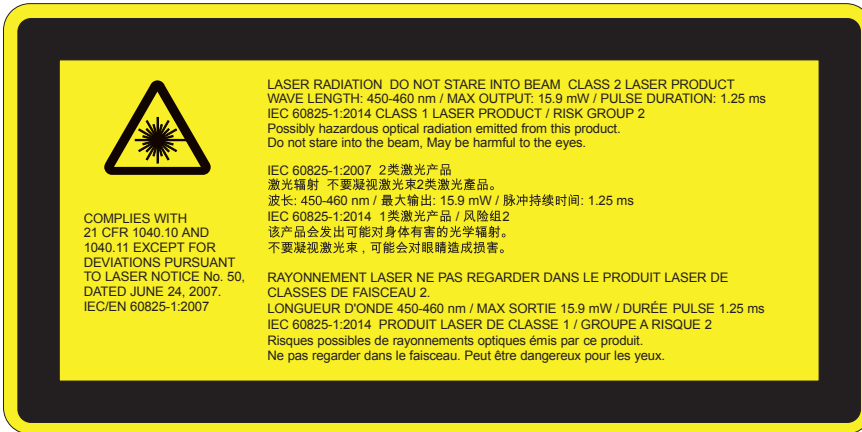 COMPLIES WITH
21 CFR 1040.10 AND
1040.11 EXCEPT FOR
DEVIATIONS PURSUANT
TO LASER NOTICE No. 50,
DATED JUNE 24, 2007.
IEC/EN 60825-1:2007
LASER RADIATION DO NOT STARE INTO BEAM CLASS 2 LASER PRODUCT
WAVE LENGTH: 450-460 nm / MAX OUTPUT: 15.9 mW / PULSE DURATION: 1.25 ms
IEC 60825-1:2014 CLASS 1 LASER PRODUCT / RISK GROUP 2
Possibly hazardous optical radiation emitted from this product.
Do not stare into the beam, May be harmful to the eyes.
IEC 60825-1:2007 2类激光产品
激光辐射 不要凝视激光束2类激光產品。
波长: 450-460 nm / 最大输出: 15.9 mW / 脉冲持续时间: 1.25 ms
IEC 60825-1:2014 1类激光产品 / 风险组2
该产品会发出可能对身体有害的光学辐射。
不要凝视激光束，可能会对眼睛造成损害。
RAYONNEMENT LASER NE PAS REGARDER DANS LE PRODUIT LASER DE
CLASSES DE FAISCEAU 2.
LONGUEUR D'ONDE 450-460 nm / MAX SORTIE 15.9 mW / DURÉE PULSE 1.25 ms
IEC 60825-1:2014 PRODUIT LASER DE CLASSE 1 / GROUPE A RISQUE 2
Risques possibles de rayonnements optiques émis par ce produit.
Ne pas regarder dans le faisceau. Peut être dangereux pour les yeux.